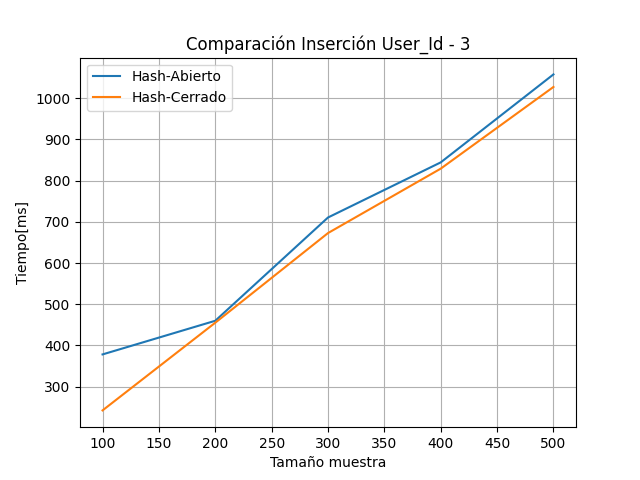 Comparación Inserción User_Id - 3
Hash-Abierto
Hash-Cerrado
1000
900
800
700
600
500
400
300
Tiempo[ms]
100 150 200 250 300 350 400 450 500
Tamaño muestra